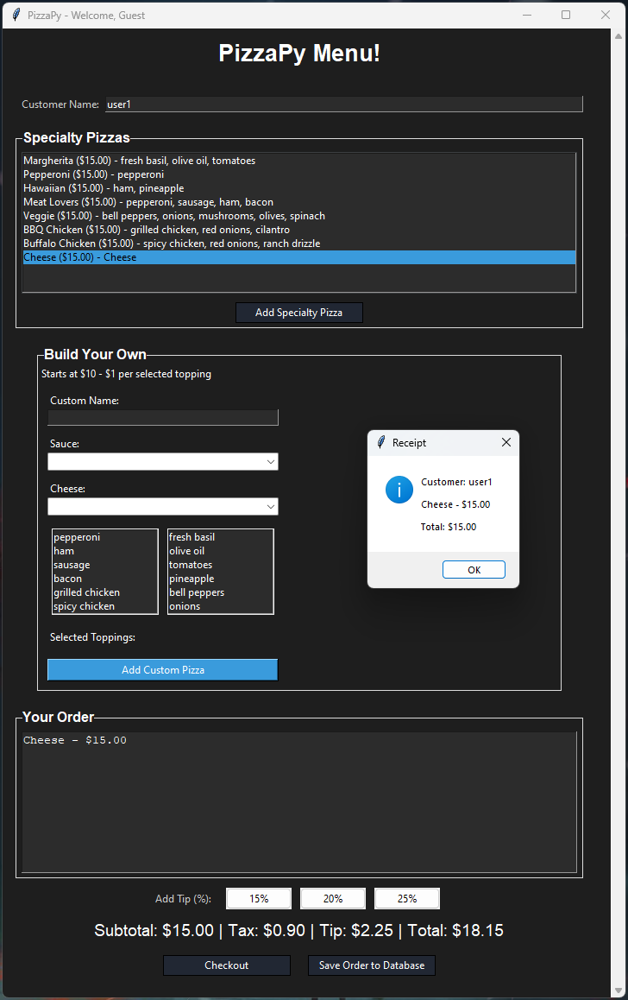 PizzaPy - Welcome, Guest
PizzaPy Menu!
Customer Name: user1
Specialty Pizzas
Margherita ($15.00) - fresh basil, olive oil, tomatoes
Pepperoni ($15.00) - pepperoni
Hawaiian ($15.00) - ham, pineapple
Meat Lovers ($15.00) - pepperoni, sausage, ham, bacon
Veggie ($15.00) - bell peppers, onions, mushrooms, olives, spinach
BBQ Chicken ($15.00) - grilled chicken, red onions, cilantro
Buffalo Chicken ($15.00) - spicy chicken, red onions, ranch drizzle
Cheese ($15.00) - Cheese
Add Specialty Pizza
Build Your Own
Starts at $10 - $1 per selected topping
Custom Name:
Sauce:
Cheese:
pepperoni
ham
sausage
bacon
grilled chicken
spicy chicken
fresh basil
olive oil
tomatoes
pineapple
bell peppers
onions
Selected Toppings:
Add Custom Pizza
Receipt
Customer: user1
Cheese - $15.00
Total: $15.00
OK
Your Order
Cheese - $15.00
Add Tip (%): 15% 20% 25%
Subtotal: $15.00 | Tax: $0.90 | Tip: $2.25 | Total: $18.15
Checkout Save Order to Database